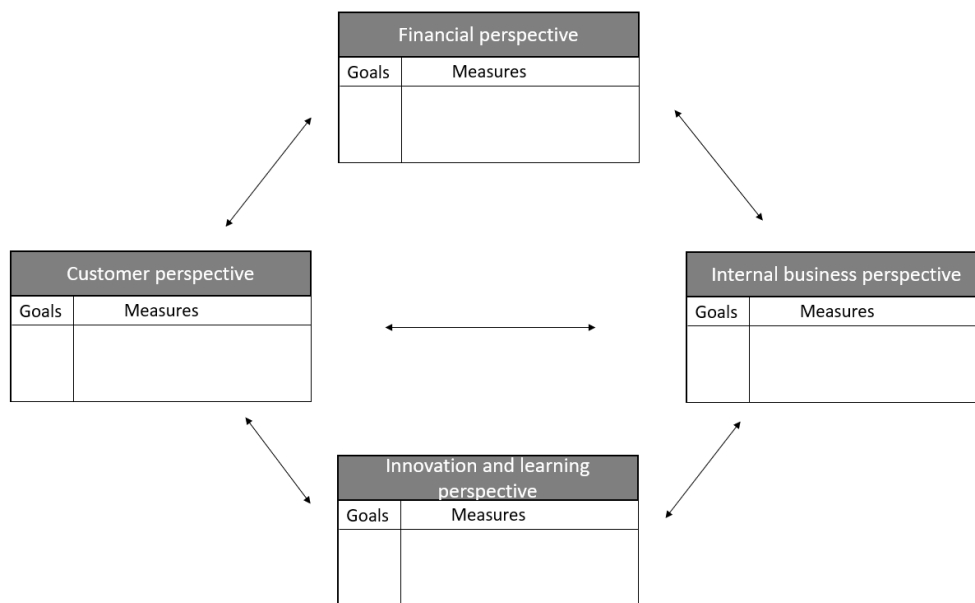 Financial perspective
Goals Measures
Customer perspective
Goals Measures
Internal business perspective
Goals Measures
Innovation and learning
perspective
Goals Measures